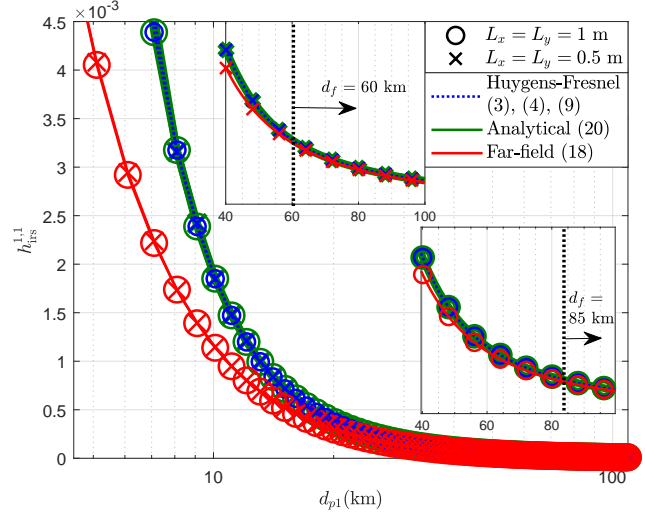 ×10⁻³
4.5
4
3.5
3
2.5
2
1.5
1
0.5
0
h_irs^{1,1}
10
100
d_{p1}(km)
L_x = L_y = 1 m
L_x = L_y = 0.5 m
Huygens-Fresnel
(3), (4), (9)
Analytical (20)
Far-field (18)
d_f = 60 km
40
60
80
100
d_f =
85 km
40
60
80